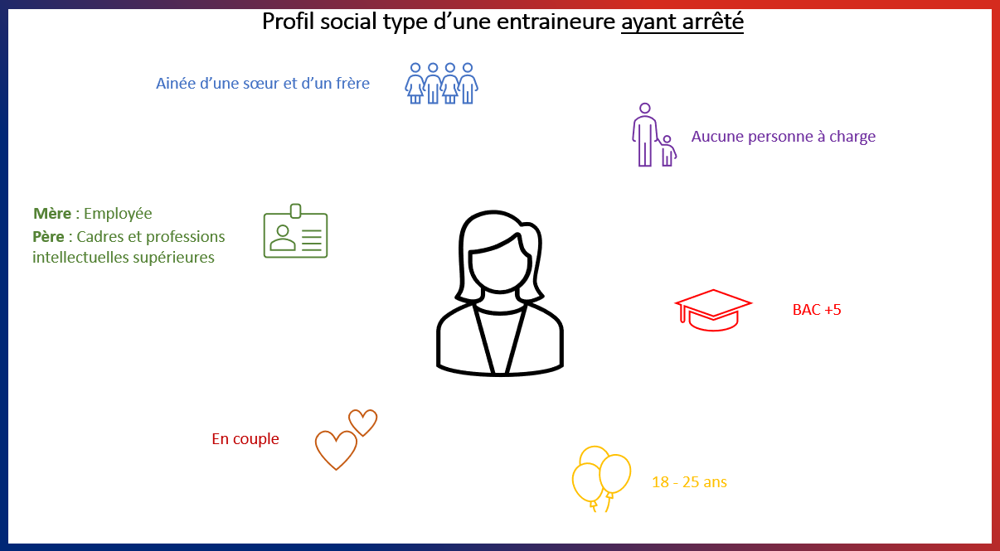 Profil social type d’une entraineure ayant arrêté
Ainée d’une sœur et d’un frère
Aucune personne à charge
Mère : Employée
Père : Cadres et professions
intellectuelles supérieures
BAC +5
En couple
18 - 25 ans